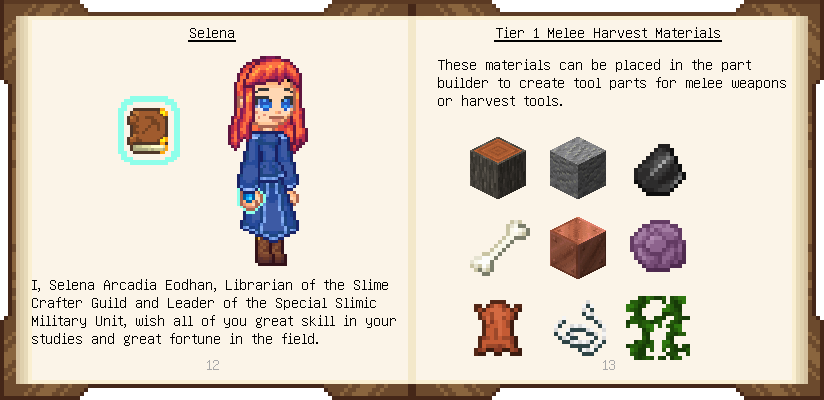 Selena
I, Selena Arcadia Eodhan, Librarian of the Slime
Crafter Guild and Leader of the Special Slimic
Military Unit, wish all of you great skill in your
studies and great fortune in the field.
12
Tier 1 Melee Harvest Materials
These materials can be placed in the part
builder to create tool parts for melee weapons
or harvest tools.
13